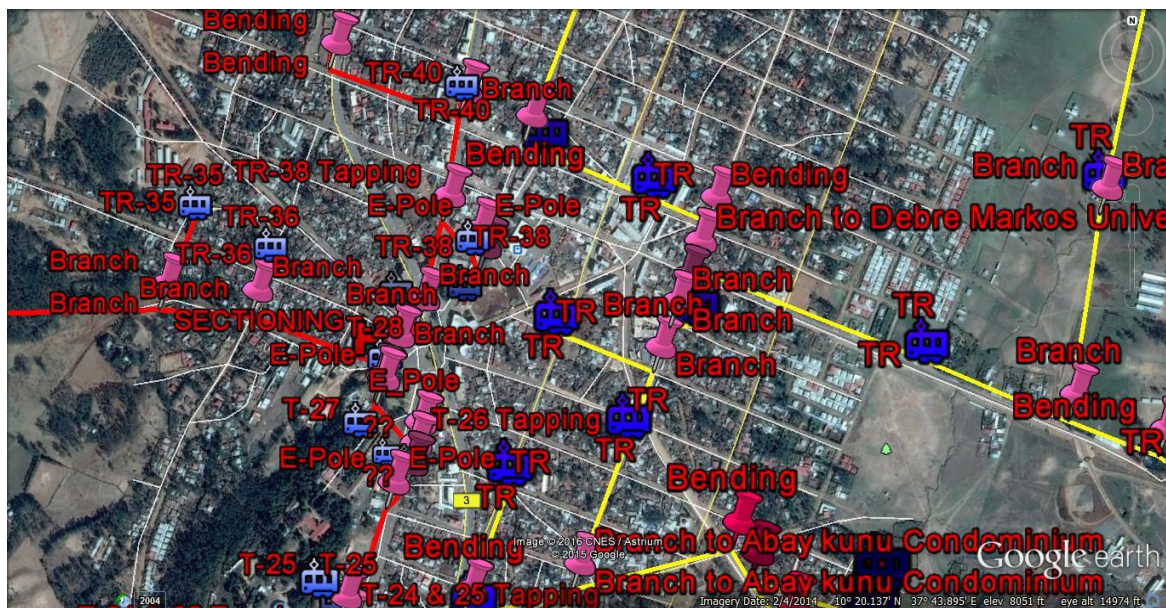 Bending
Bending
TR-40
Branch
TR-40
TR
Branch
Bra
Bending
TR-35
TR-38 Tapping
TR
Bending
TR-35
TR-36
E-Pole
E-Pole
TR
Branch to Debre Markos Unive
TR-38
TR-38
TR-36
Branch
Branch
Branch
Branch
Branch
Branch
Branch
Branch
SECTIONING
T-28
TR
TR
Branch
Branch
TR
TR
E-Pole
Branch
Branch
TR
Branch
E_Pole
TR
T-27
??
T-26 Tapping
Bending
TR
TR
E-Pole
E-Pole
TR
??
TR
Bending
3
Image © 2016 CNES / Astrium
© 2015 Google
Branch to Abay kunu Condominium
Bending
Google earth
T-25
T-25
Branch to Abay kunu Condominium
T-24 & 25 Tapping
2004
Imagery Date: 2/4/2014 10° 20.137' N 37° 43.895' E elev 8051 ft eye alt 14974 ft
N